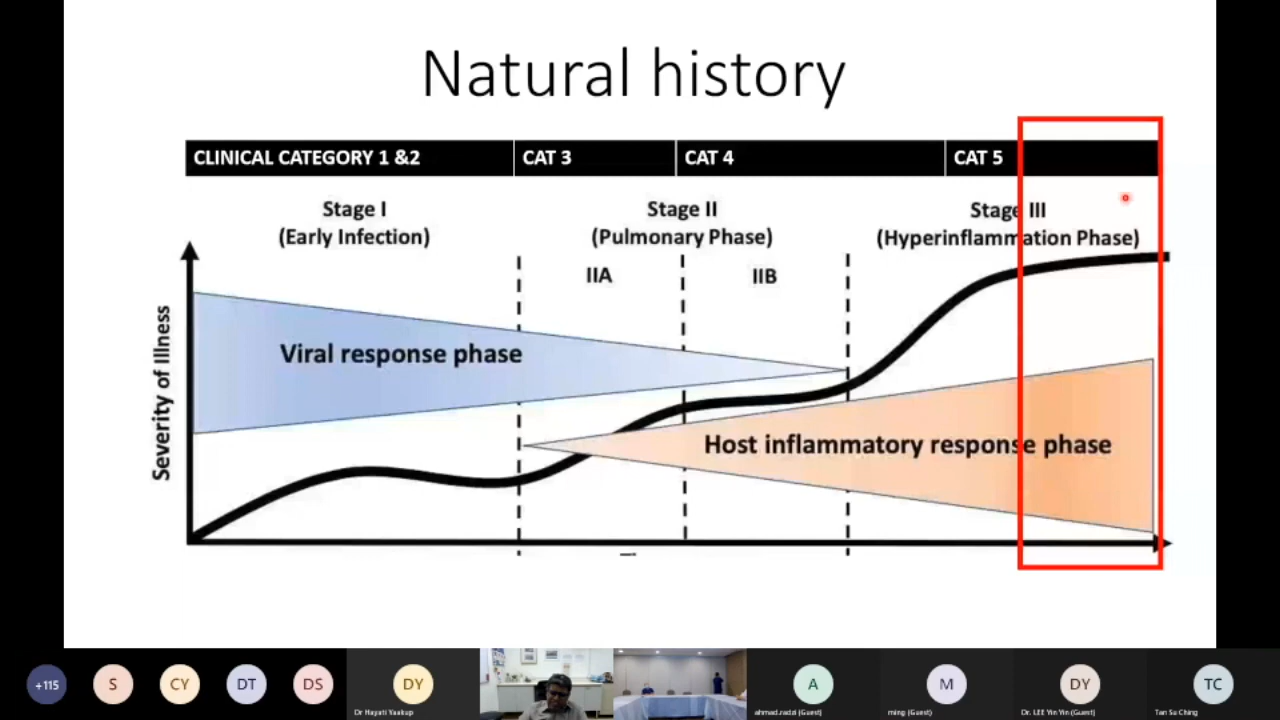 Natural history
CLINICAL CATEGORY 1 &2
CAT 3
CAT 4
CAT 5
Stage I
(Early Infection)
Stage II
(Pulmonary Phase)
Stage III
(Hyperinflammation Phase)
IIA
IIB
Severity of Illness
Viral response phase
Host inflammatory response phase
+115
S
CY
DT
DS
DY
Dr Hayati Yaakup
A
ahmad.radzi (Guest)
M
ming (Guest)
DY
Dr. LEE Yin Yin (Guest)
TC
Tan Su Ching